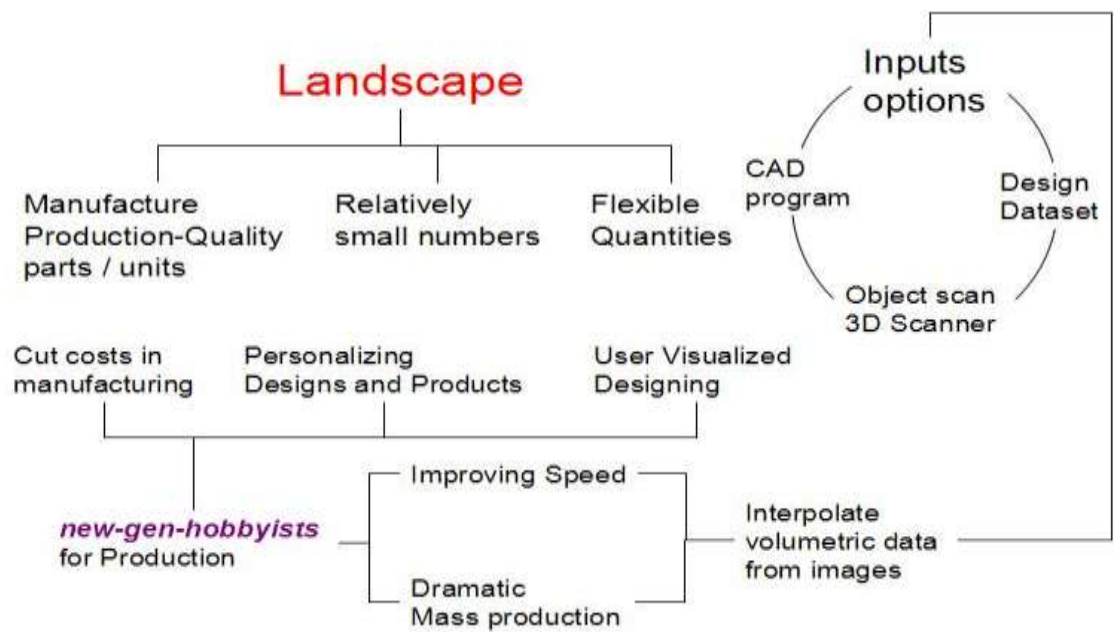 Landscape
Manufacture
Production-Quality
parts / units
Relatively
small numbers
Flexible
Quantities
Inputs
options
CAD
program
Design
Dataset
Object scan
3D Scanner
Cut costs in
manufacturing
Personalizing
Designs and Products
User Visualized
Designing
new-gen-hobbyists
for Production
Improving Speed
Dramatic
Mass production
Interpolate
volumetric data
from images